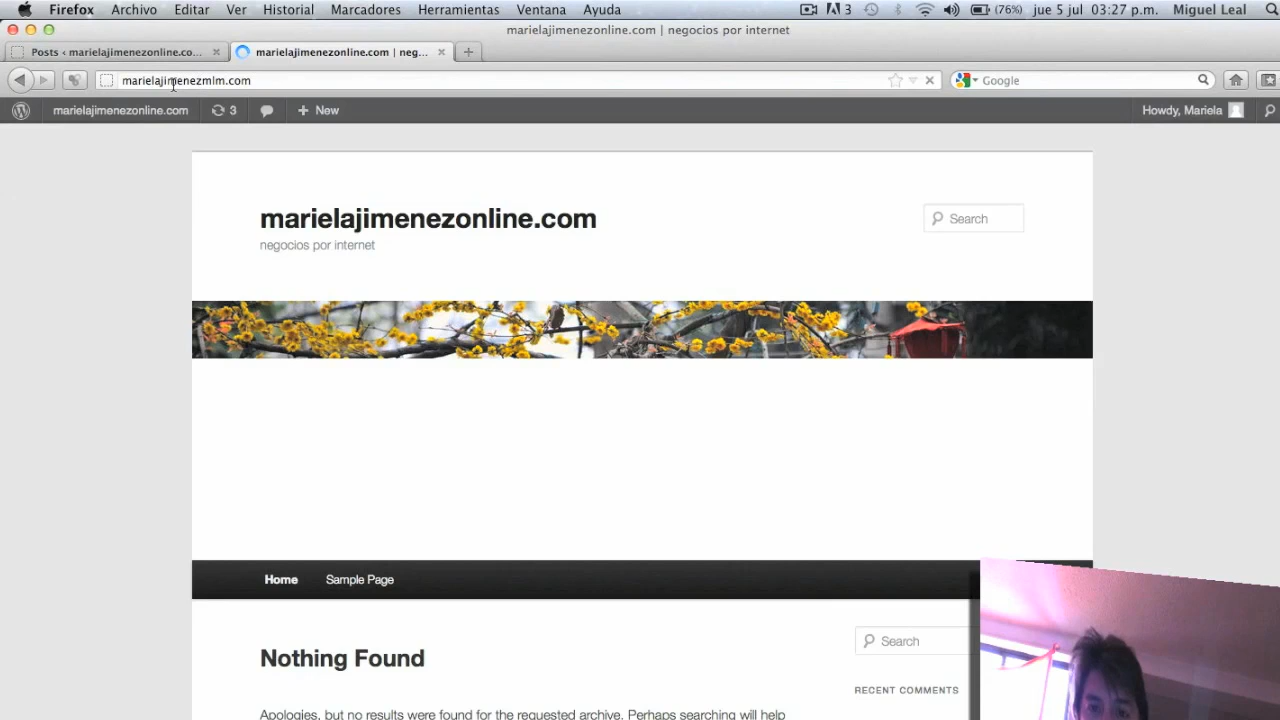 Firefox Archivo Editar Ver Historial Marcadores Herramientas Ventana Ayuda 3 (76%) jue 5 jul 03:27 p.m. Miguel Leal
marielajimenezonline.com | negocios por internet
Posts ‹ marielajimenezonline.co... marielajimenezonline.com | neg...
marielajimenezmlm.com Google
marielajimenezonline.com 3 + New Howdy, Mariela
marielajimenezonline.com
negocios por internet
Search
Home Sample Page
Nothing Found
Search
RECENT COMMENTS
Apologies, but no results were found for the requested archive. Perhaps searching will help